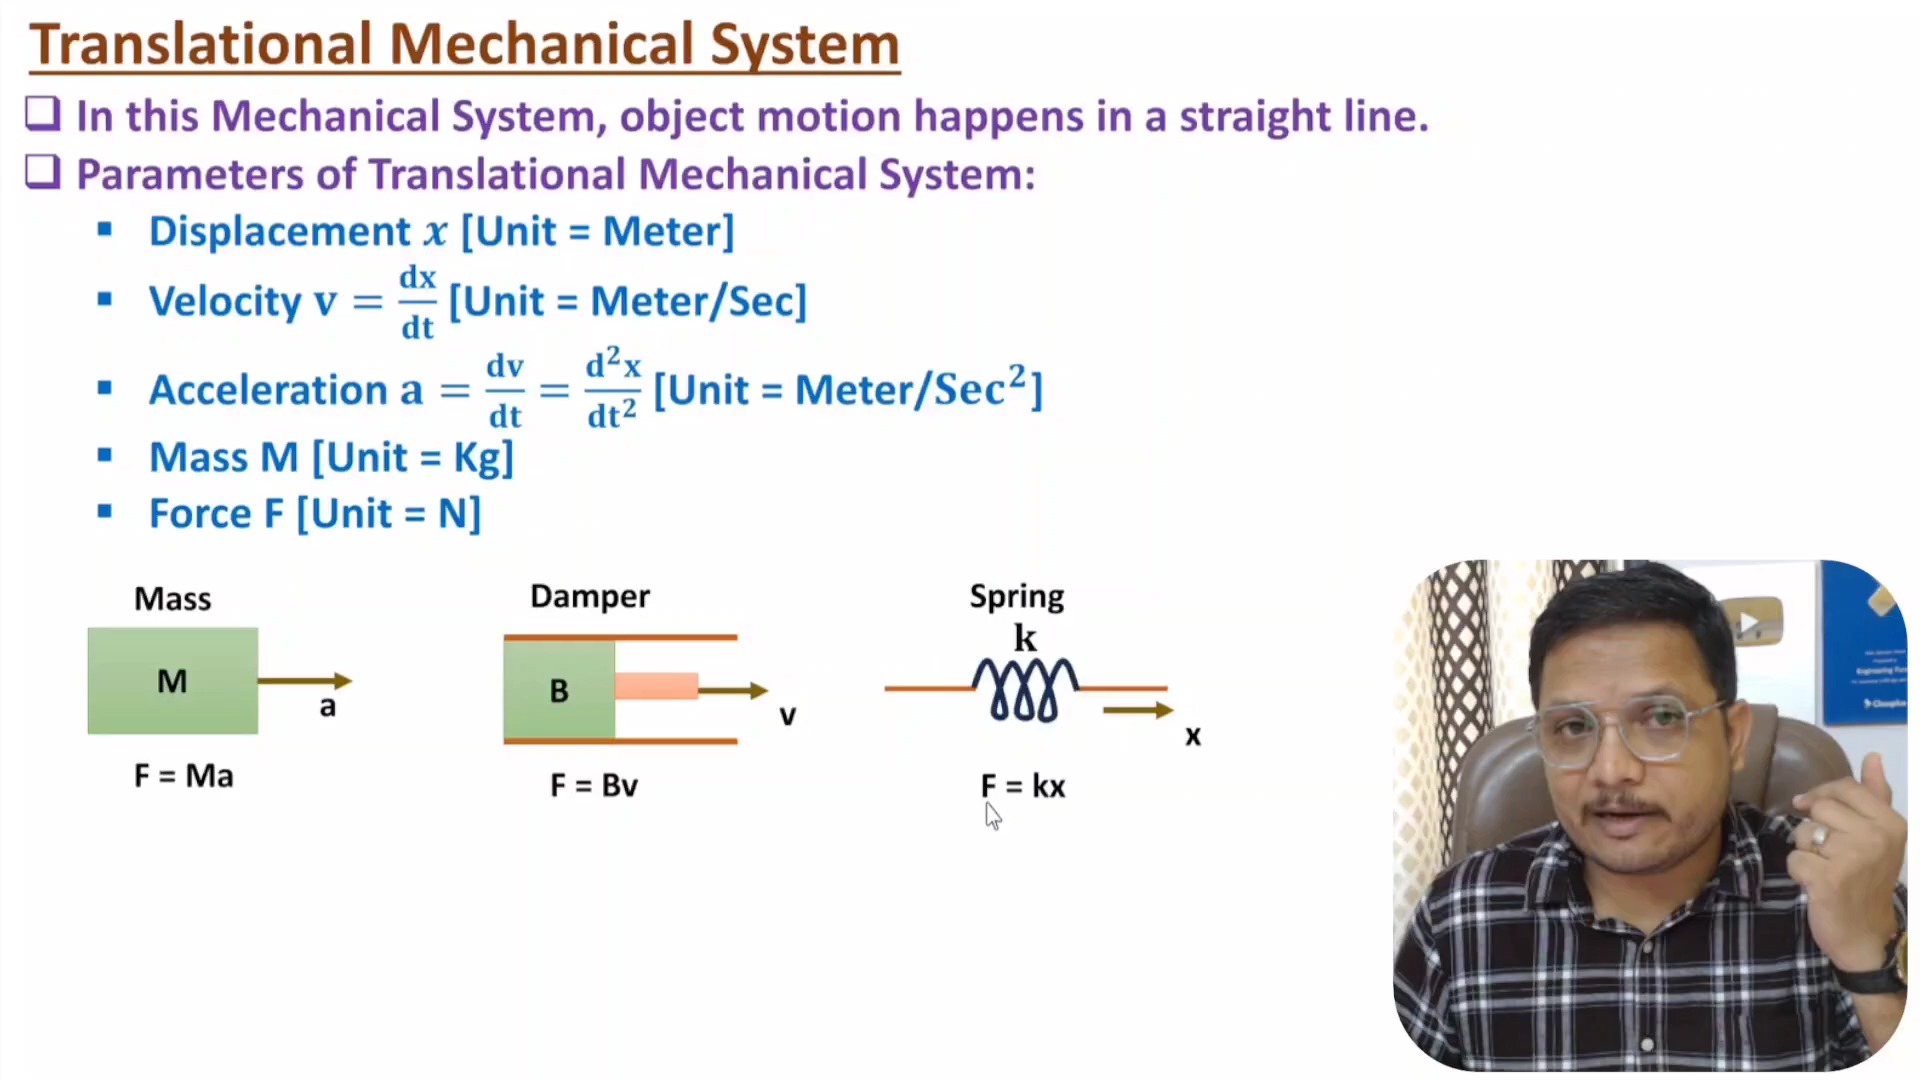 Translational Mechanical System
❑ In this Mechanical System, object motion happens in a straight line.
❑ Parameters of Translational Mechanical System:
▪ Displacement x [Unit = Meter]
▪ Velocity v = dx/dt [Unit = Meter/Sec]
▪ Acceleration a = dv/dt = d²x/dt² [Unit = Meter/Sec²]
▪ Mass M [Unit = Kg]
▪ Force F [Unit = N]
Mass
M
a
F = Ma
Damper
B
v
F = Bv
Spring
k
x
F = kx